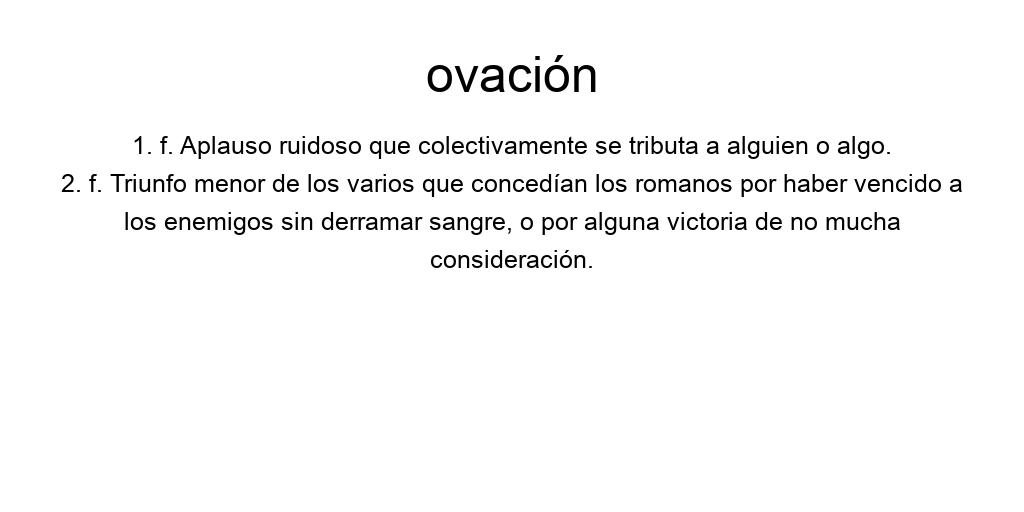 ovación
1. f. Aplauso ruidoso que colectivamente se tributa a alguien o algo.
2. f. Triunfo menor de los varios que concedían los romanos por haber vencido a
los enemigos sin derramar sangre, o por alguna victoria de no mucha
consideración.